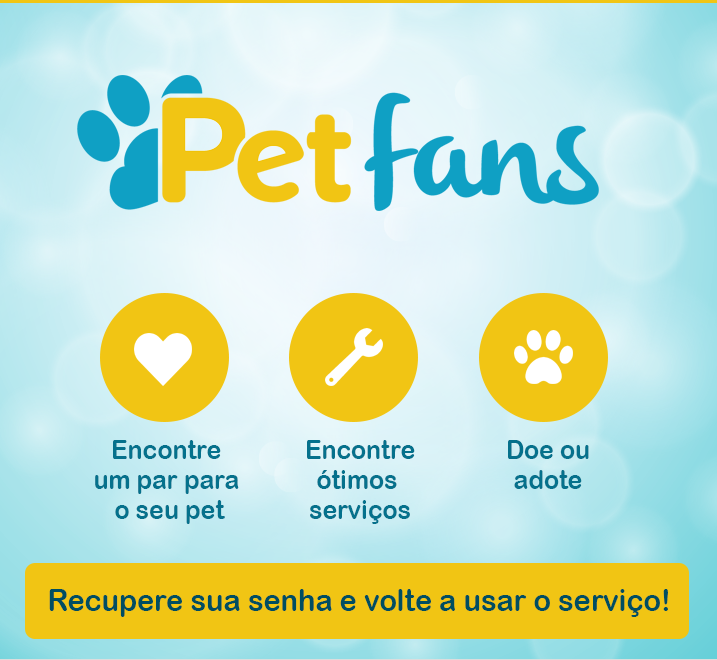 Petfans
Encontre
um par para
o seu pet
Encontre
ótimos
serviços
Doe ou
adote
Recupere sua senha e volte a usar o serviço!